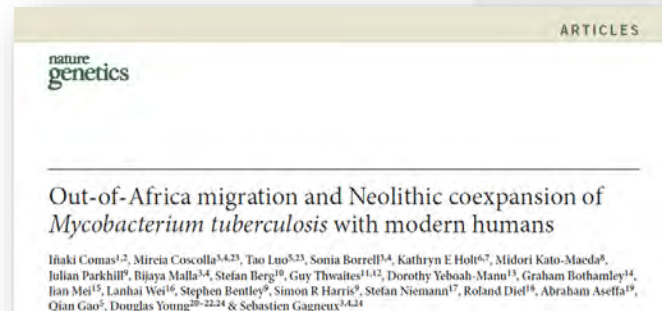 ARTICLES
nature
genetics
Out-of-Africa migration and Neolithic coexpansion of
Mycobacterium tuberculosis with modern humans
Iñaki Comas1,2, Mireia Coscolla3,4,23, Tao Luo5,23, Sonia Borrell3,4, Kathryn E Holt6,7, Midori Kato-Maeda8,
Julian Parkhill9, Bijaya Malla3,4, Stefan Berg10, Guy Thwaites11,12, Dorothy Yeboah-Manu13, Graham Bothamley14,
Jian Mei15, Lanhai Wei16, Stephen Bentley9, Simon R Harris9, Stefan Niemann17, Roland Diel18, Abraham Aseffa19,
Qian Gao5, Douglas Young20–22,24 & Sebastien Gagneux3,4,24